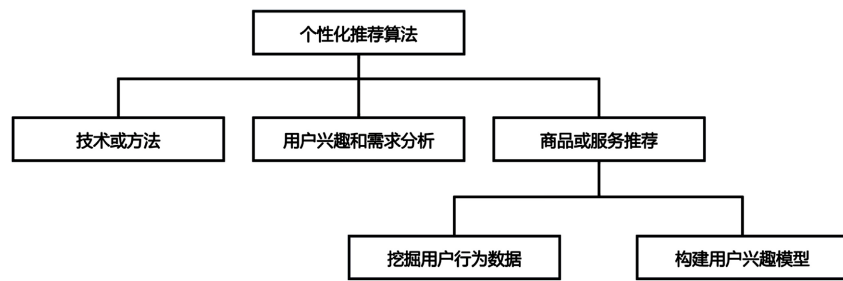 个性化推荐算法
技术或方法
用户兴趣和需求分析
商品或服务推荐
挖掘用户行为数据
构建用户兴趣模型